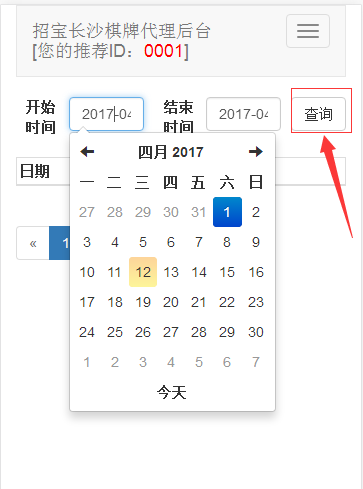 招宝长沙棋牌代理后台
[您的推荐ID：0001]
开始时间 2017-04 结束时间 2017-04 查询
日期
« 1
四月 2017
一 二 三 四 五 六 日
27 28 29 30 31 1 2
3 4 5 6 7 8 9
10 11 12 13 14 15 16
17 18 19 20 21 22 23
24 25 26 27 28 29 30
1 2 3 4 5 6 7
今天